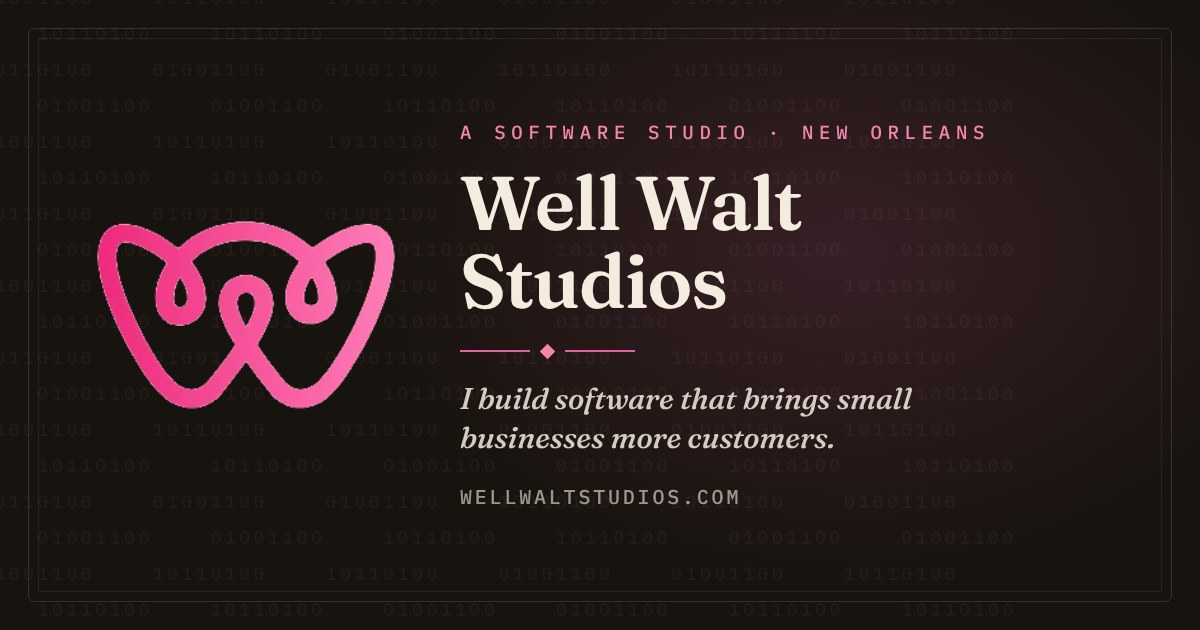 A SOFTWARE STUDIO · NEW ORLEANS
Well Walt
Studios
I build software that brings small
businesses more customers.
WELLWALTSTUDIOS.COM